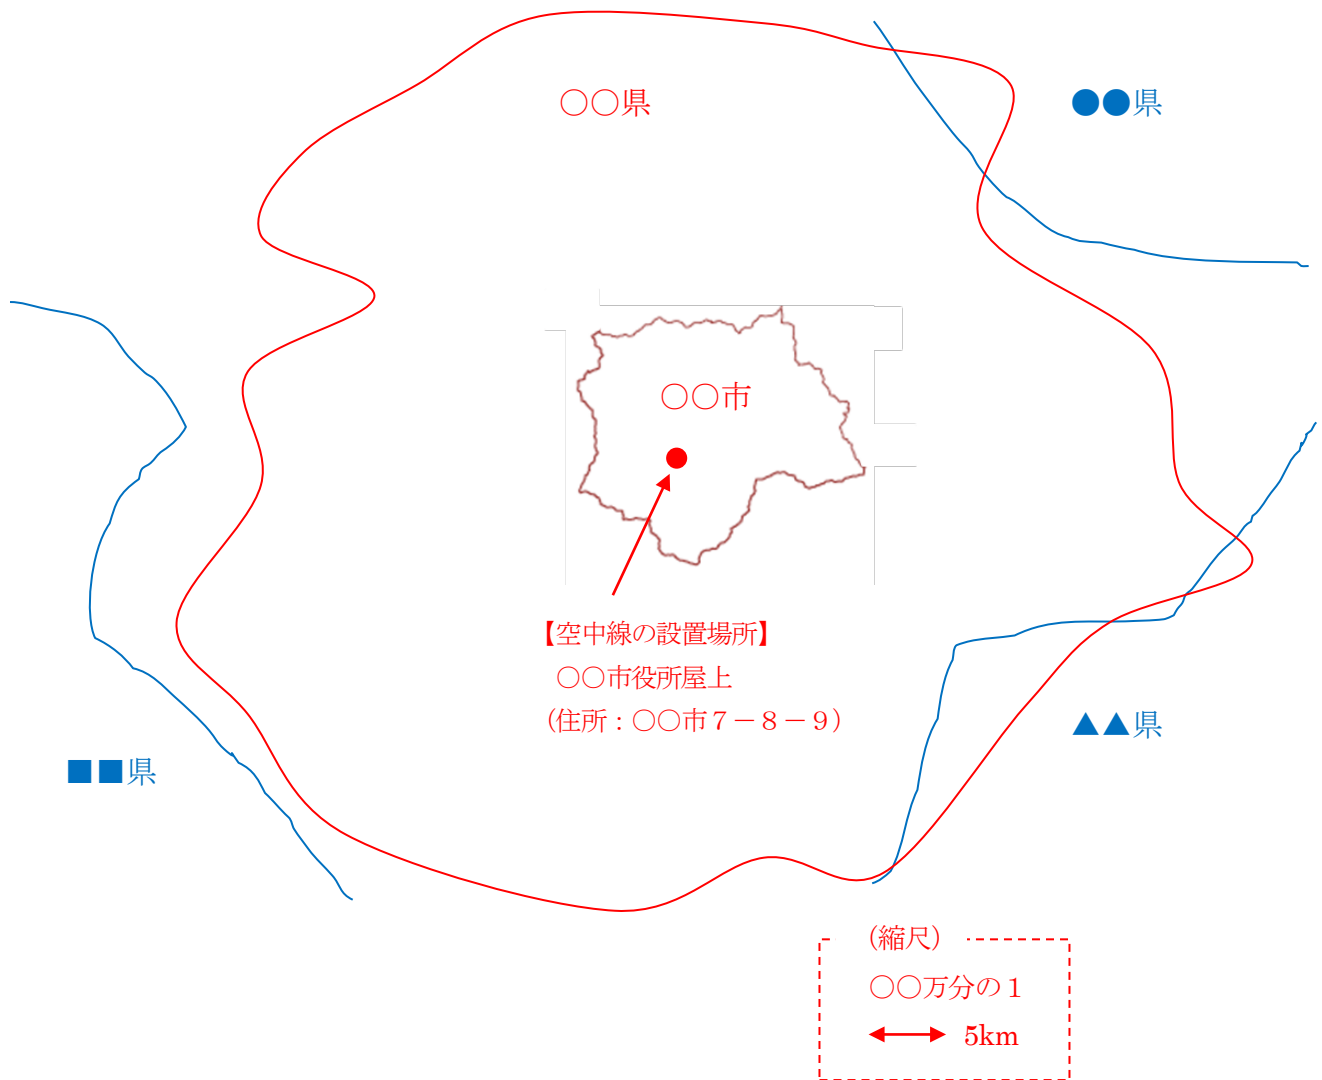 ○○県
●●県
○○市
【空中線の設置場所】
○○市役所屋上
（住所：○○市７－８－９）
▲▲県
■■県
（縮尺）
○○万分の１
5km